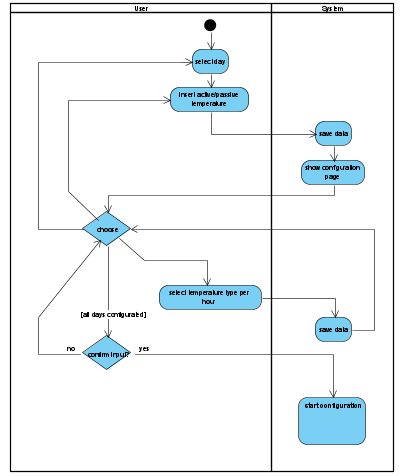 User
System
select day
insert active/passive
temperature
save data
show configuration
page
choose
select temperature type per
hour
[all days configurated]
save data
no
confirm input?
yes
start configuration